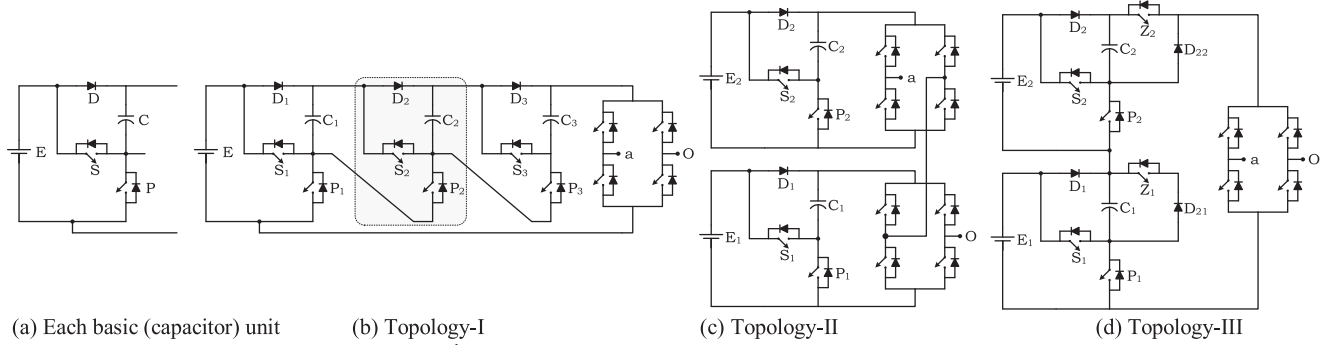 D
C
E
S
P
D1
D2
D3
C1
C2
C3
E
S1
S2
S3
P1
P2
P3
a
O
D2
C2
E2
S2
P2
a
D1
C1
E1
S1
P1
O
D2
Z2
C2
D22
E2
S2
P2
a
O
D1
Z1
C1
D21
E1
S1
P1
(a) Each basic (capacitor) unit
(b) Topology-I
(c) Topology-II
(d) Topology-III